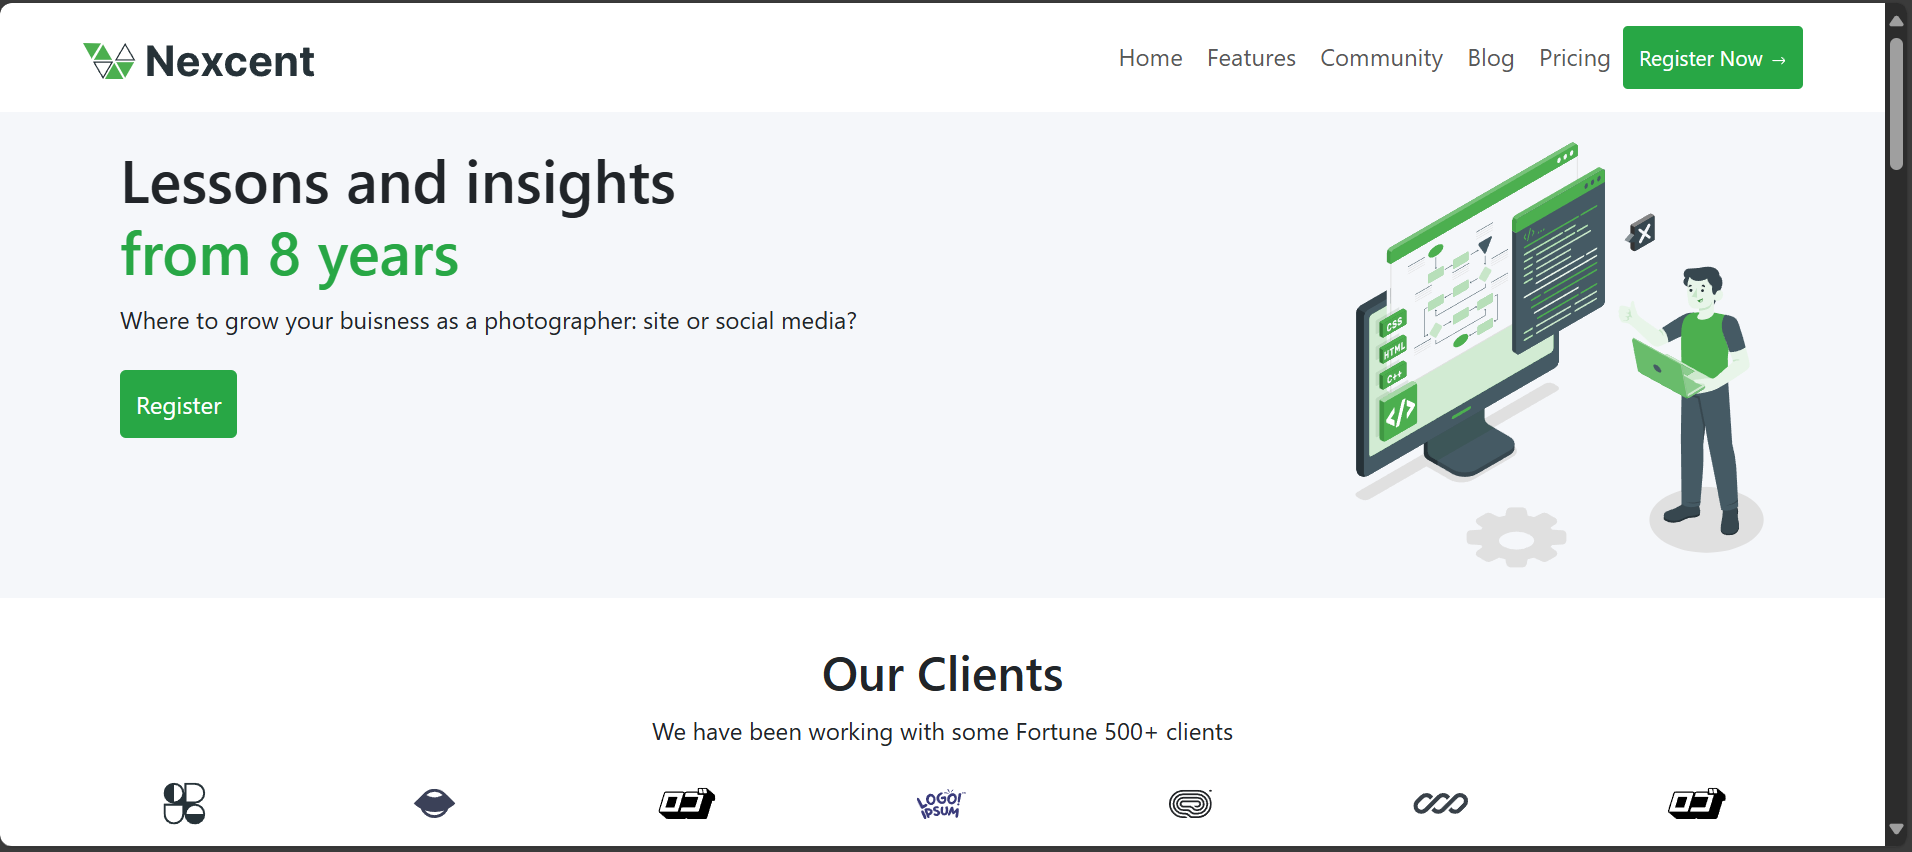 Nexcent
Home Features Community Blog Pricing Register Now →
Lessons and insights
from 8 years
Where to grow your buisness as a photographer: site or social media?
Register
CSS
HTML
C++
</>
</> ...
X
Our Clients
We have been working with some Fortune 500+ clients
LOGO!
IPSUM